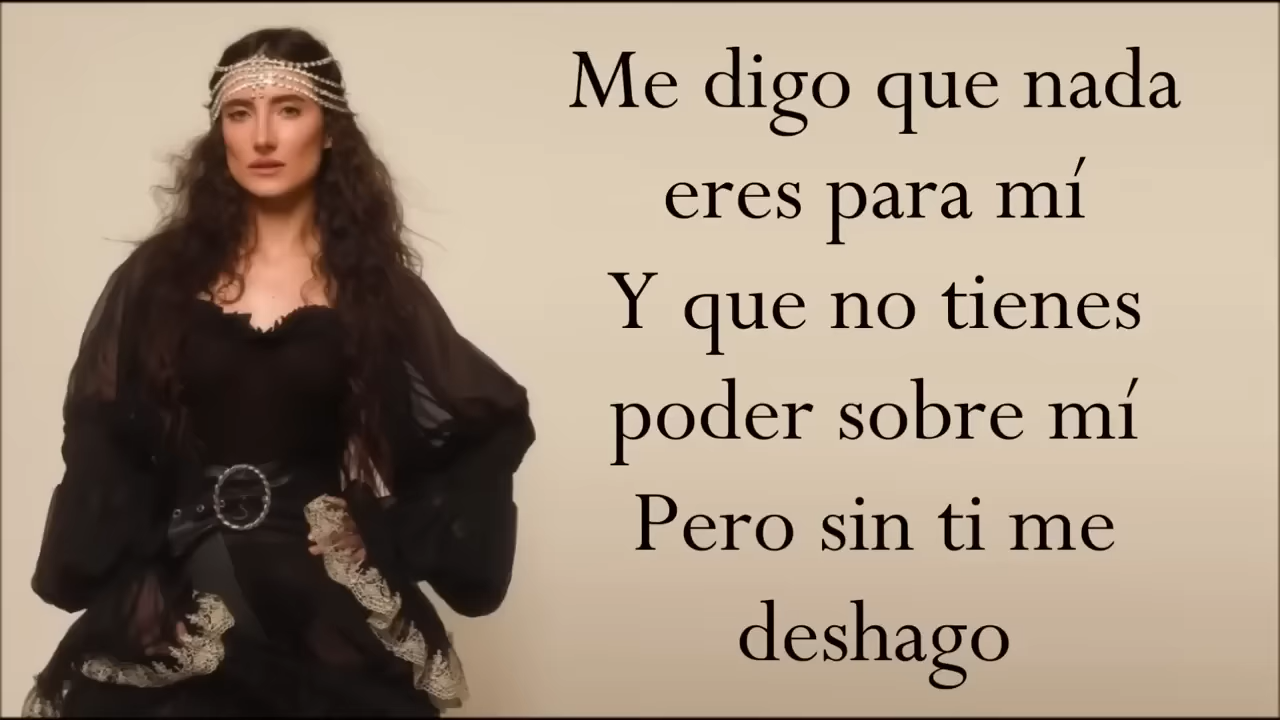 Me digo que nada
eres para mí
Y que no tienes
poder sobre mí
Pero sin ti me
deshago